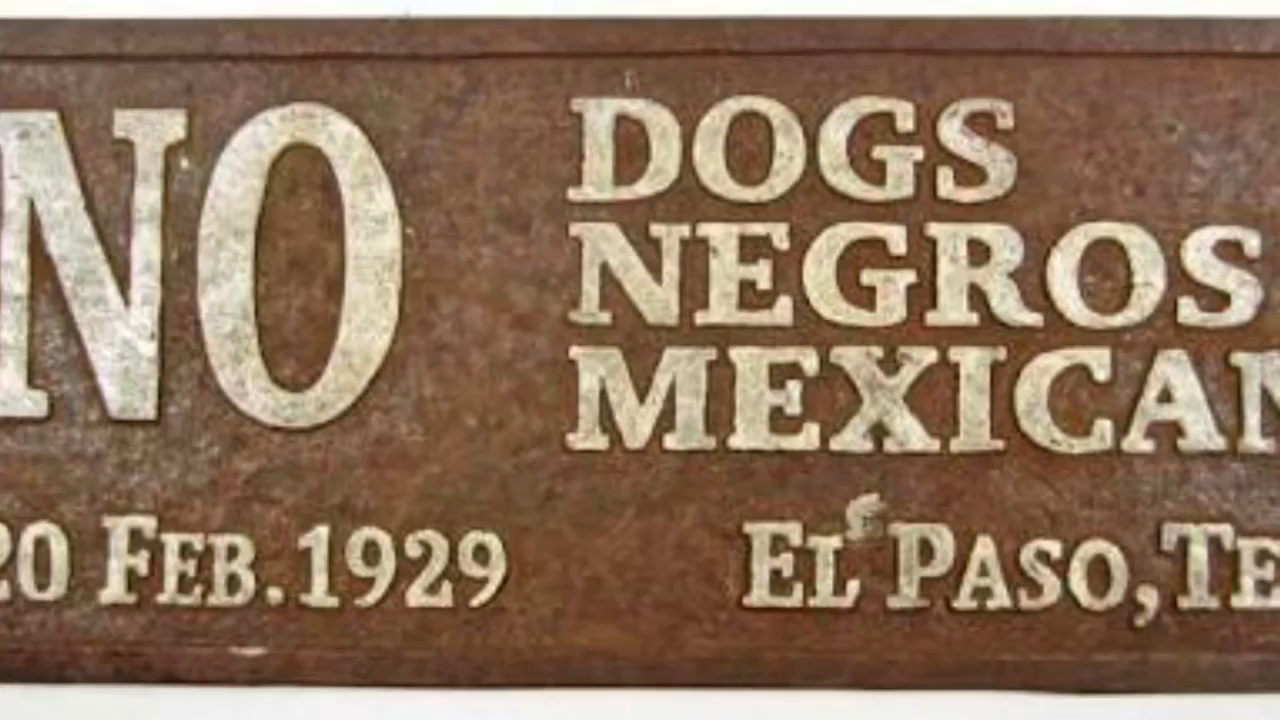 NO
DOGS
NEGROS
MEXICAN
20 FEB. 1929
EL PASO, TE